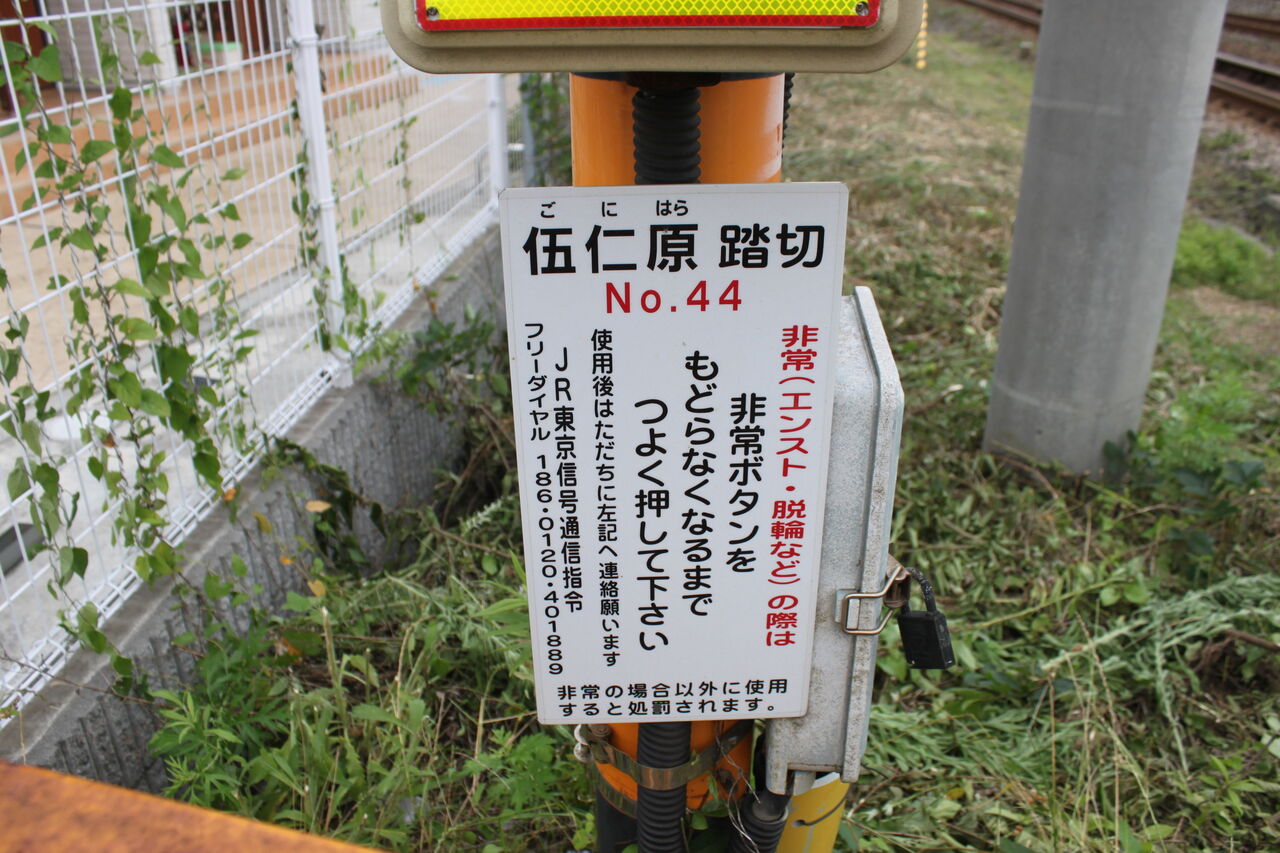 ごにはら
伍仁原 踏切
No.44
非常(エンスト・脱輪など)の際は
非常ボタンを
もどらなくなるまで
つよく押して下さい
使用後はただちに左記へ連絡願います
JR東京信号通信指令
フリーダイヤル 186・0120・401889
非常の場合以外に使用
すると処罰されます。